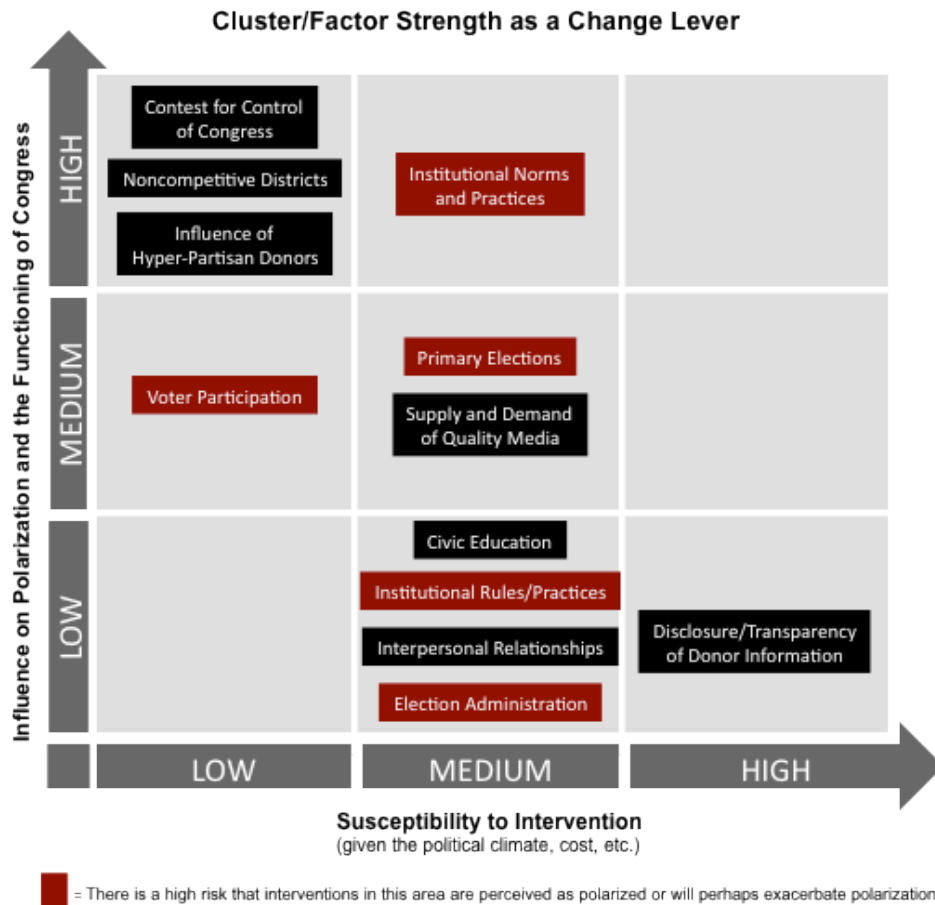 Cluster/Factor Strength as a Change Lever
Influence on Polarization and the Functioning of Congress
HIGH
Contest for Control
of Congress
Noncompetitive Districts
Influence of
Hyper-Partisan Donors
Institutional Norms
and Practices
MEDIUM
Voter Participation
Primary Elections
Supply and Demand
of Quality Media
LOW
Civic Education
Institutional Rules/Practices
Interpersonal Relationships
Election Administration
Disclosure/Transparency
of Donor Information
LOW
MEDIUM
HIGH
Susceptibility to Intervention
(given the political climate, cost, etc.)
= There is a high risk that interventions in this area are perceived as polarized or will perhaps exacerbate polarization